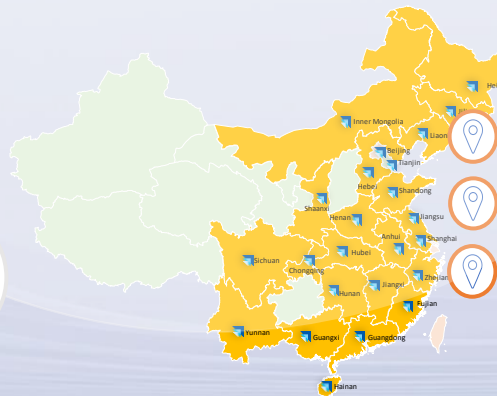 Hei
Inner Mongolia
Liaon
Beijing
Tianjin
Hebei
Shandong
Shaanxi
Henan
Jiangsu
Anhui
Shanghai
Hubei
Sichuan
Chongqing
Zhejian
Jiangxi
Hunan
Fujian
Yunnan
Guangxi
Guangdong
Hainan